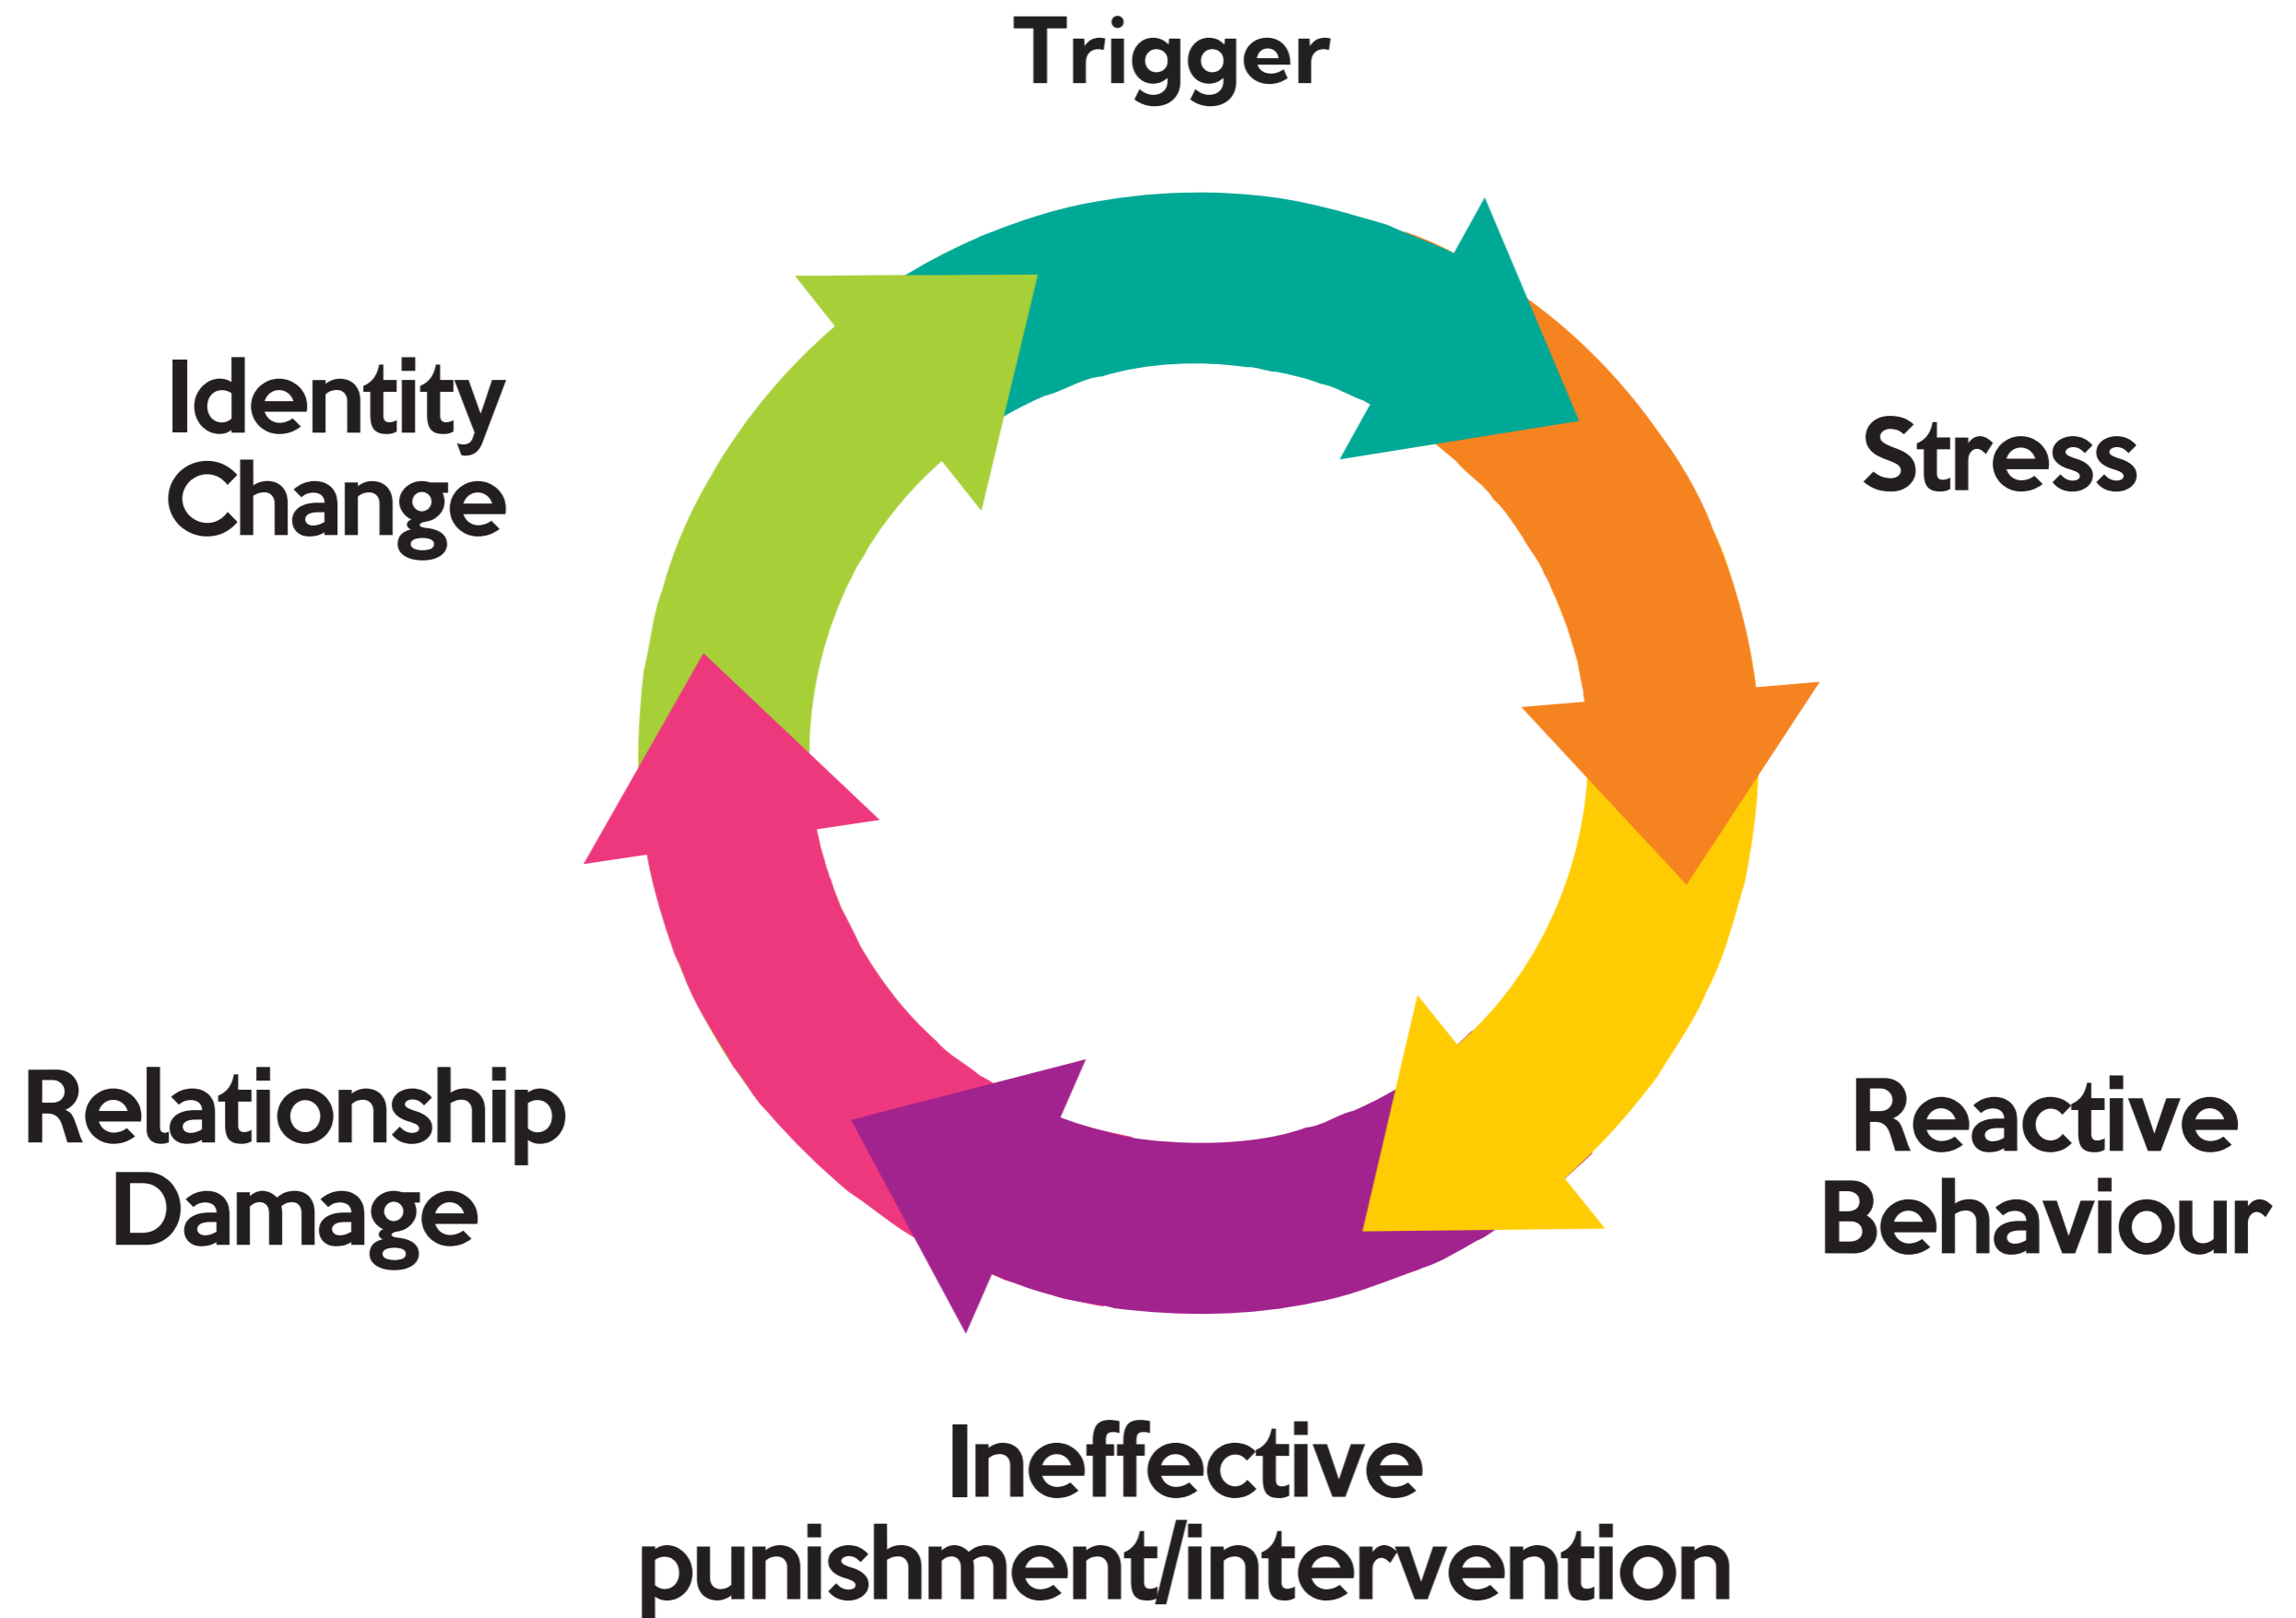 Trigger
Stress
Reactive
Behaviour
Ineffective
punishment/intervention
Relationship
Damage
Identity
Change